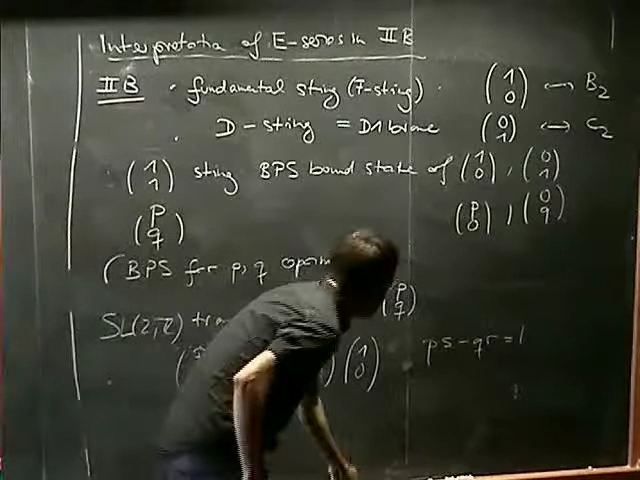 Interpretation of E-series in IIB
IIB · fundamental string (F-string) · (1 0) ↔ B₂
· D-string = D1 brane (0 1) ↔ C₂
· (1 1) string BPS bound state of (1 0), (0 1)
(p q) (p 0), (0 q)
(BPS for p, q
(p q)
SL(2,Z)
(1 0) ps-qr=1